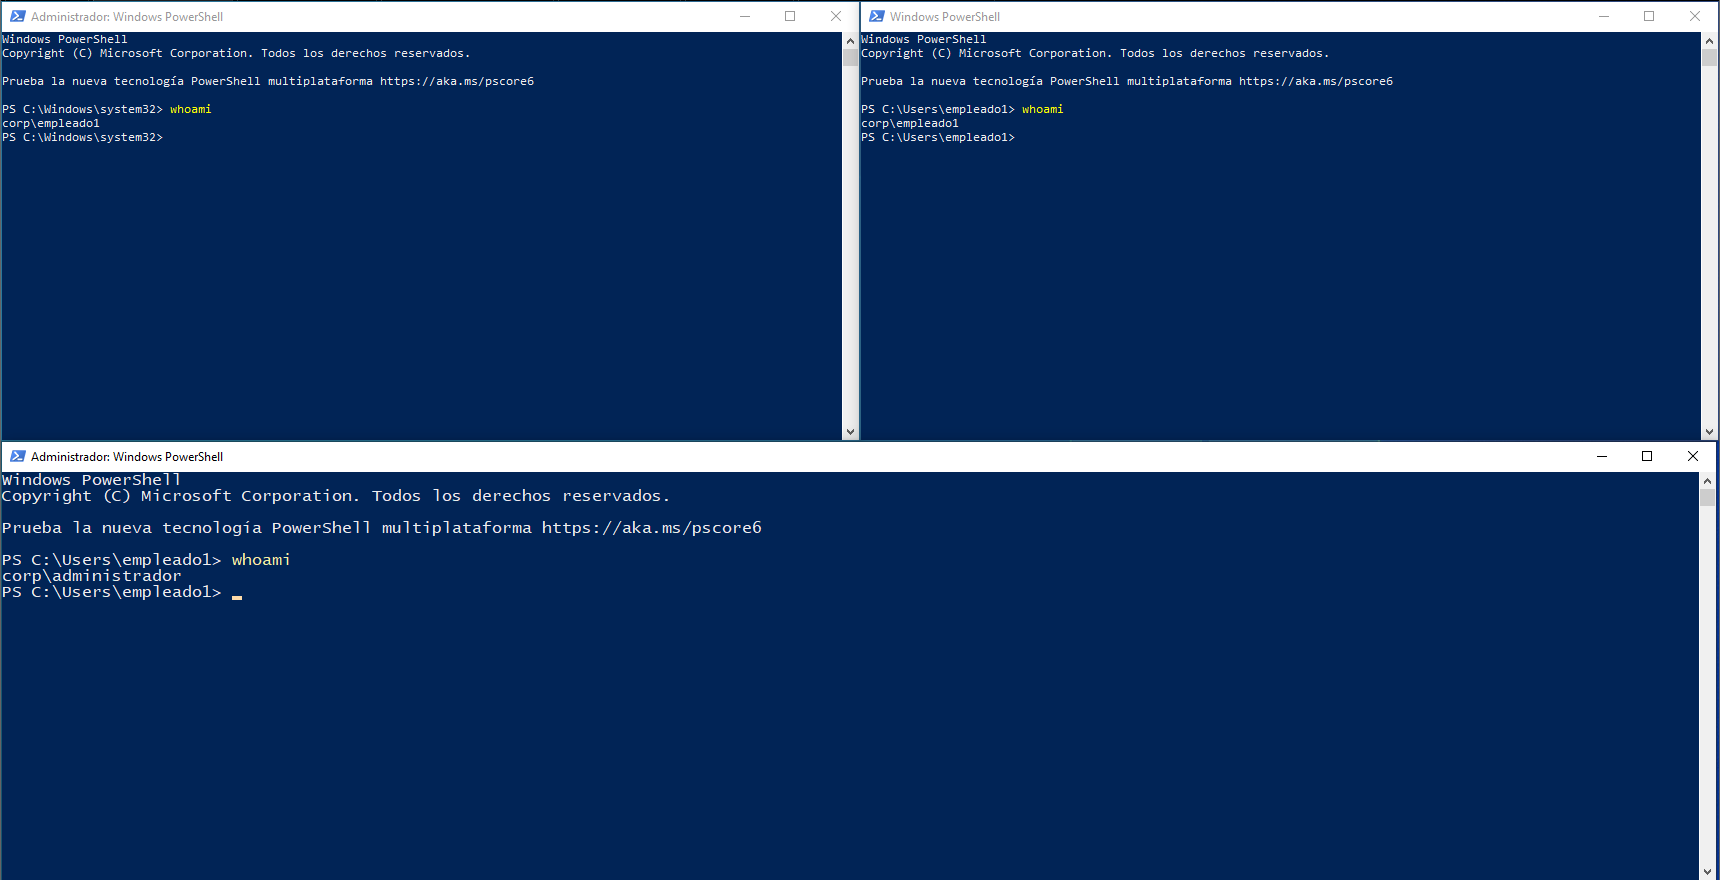 Administrador: Windows PowerShell
Windows PowerShell
Copyright (C) Microsoft Corporation. Todos los derechos reservados.
Prueba la nueva tecnología PowerShell multiplataforma https://aka.ms/pscore6
PS C:\Windows\system32> whoami
corp\empleado1
PS C:\Windows\system32>
Windows PowerShell
Windows PowerShell
Copyright (C) Microsoft Corporation. Todos los derechos reservados.
Prueba la nueva tecnología PowerShell multiplataforma https://aka.ms/pscore6
PS C:\Users\empleado1> whoami
corp\empleado1
PS C:\Users\empleado1>
Administrador: Windows PowerShell
Windows PowerShell
Copyright (C) Microsoft Corporation. Todos los derechos reservados.
Prueba la nueva tecnología PowerShell multiplataforma https://aka.ms/pscore6
PS C:\Users\empleado1> whoami
corp\administrador
PS C:\Users\empleado1>